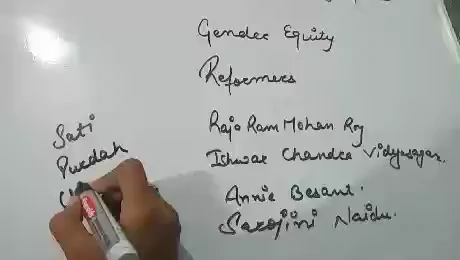 Gender Equity
Reformers
Raja Ram Mohan Roy
Ishwar Chandra Vidyasagar.
Annie Besant.
Sarojini Naidu.
Sati
Purdah